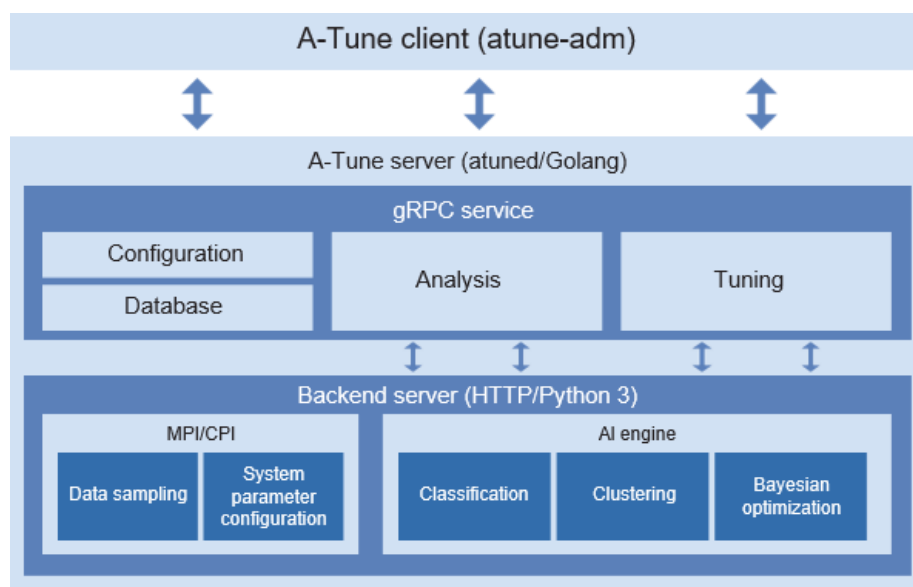 A-Tune client (atune-adm)
A-Tune server (atuned/Golang)
gRPC service
Configuration
Database
Analysis
Tuning
Backend server (HTTP/Python 3)
MPI/CPI
Data sampling
System
parameter
configuration
AI engine
Classification
Clustering
Bayesian
optimization